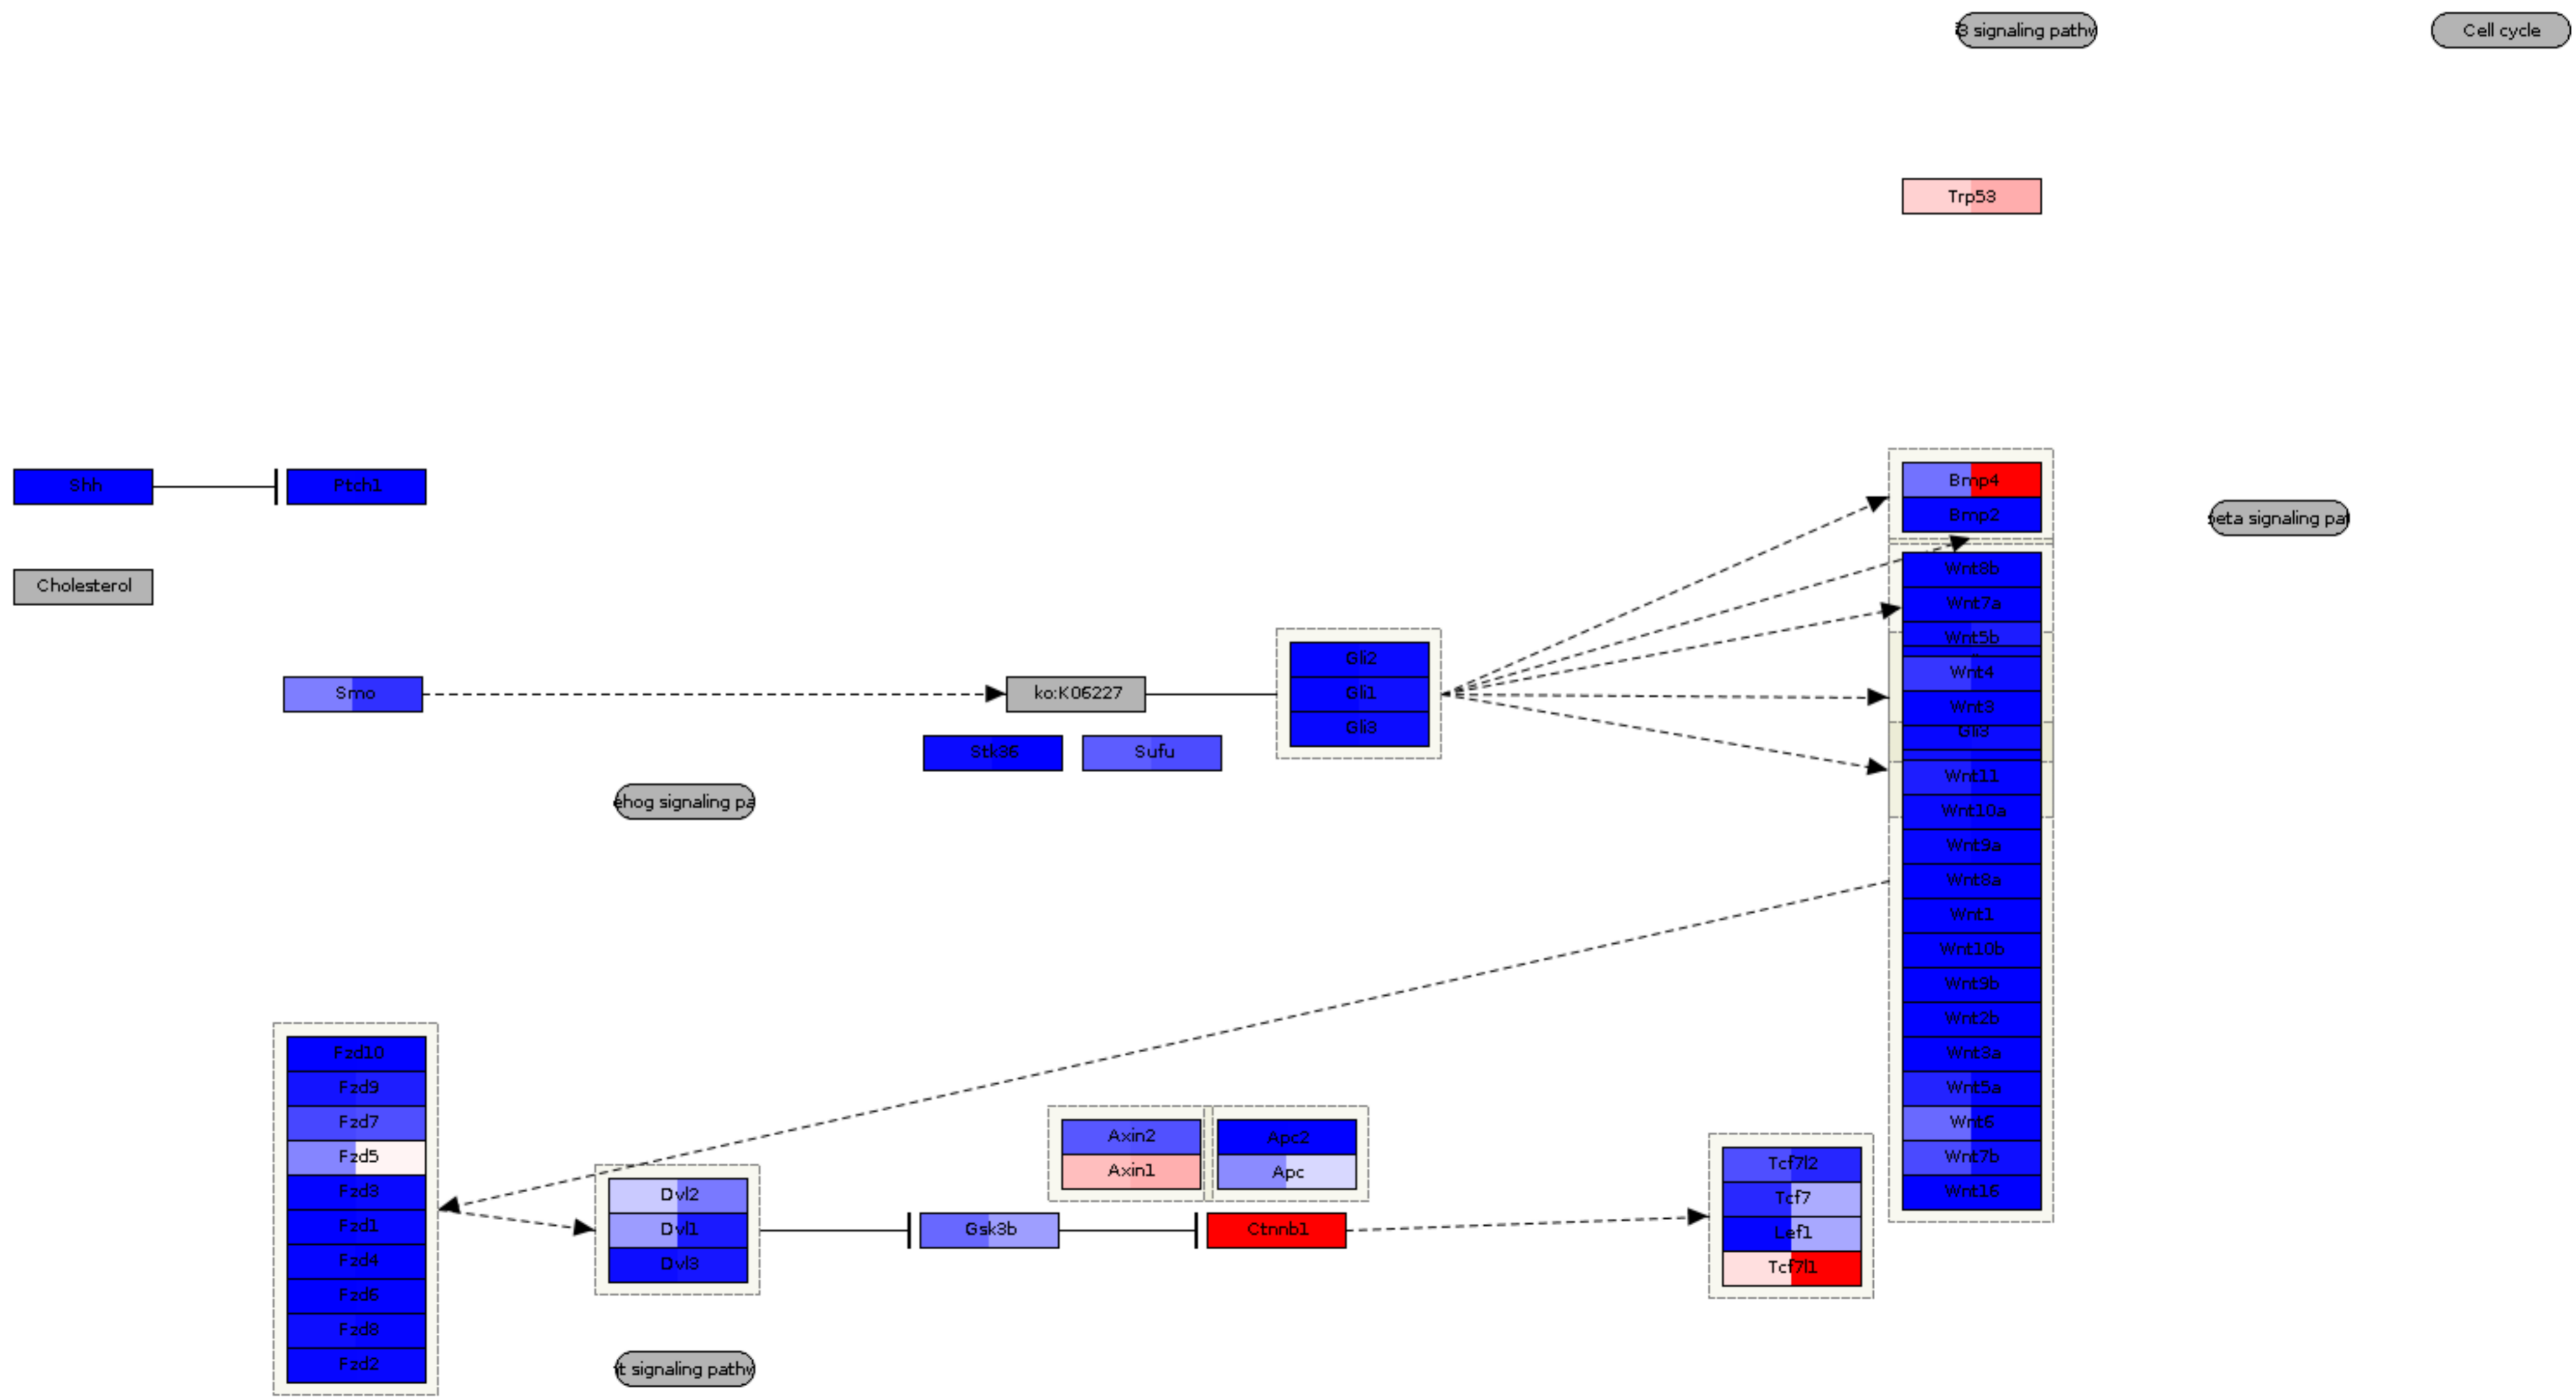 3 signaling pathw
Cell cycle
Trp53
Shh
Ptch1
Bmp4
Bmp2
beta signaling pat
Cholesterol
Wnt8b
Wnt7a
Wnt5b
Wnt4
Wnt3
Gli3
Wnt11
Wnt10a
Wnt9a
Wnt8a
Wnt1
Wnt10b
Wnt9b
Wnt2b
Wnt3a
Wnt5a
Wnt6
Wnt7b
Wnt16
Smo
ko:K06227
Gli2
Gli1
Gli3
Stk36
Sufu
ehog signaling pa
Fzd10
Fzd9
Fzd7
Fzd5
Fzd3
Fzd1
Fzd4
Fzd6
Fzd8
Fzd2
Dvl2
Dvl1
Dvl3
Axin2
Axin1
Apc2
Apc
Gsk3b
Ctnnb1
Tcf7l2
Tcf7
Lef1
Tcf7l1
t signaling pathw